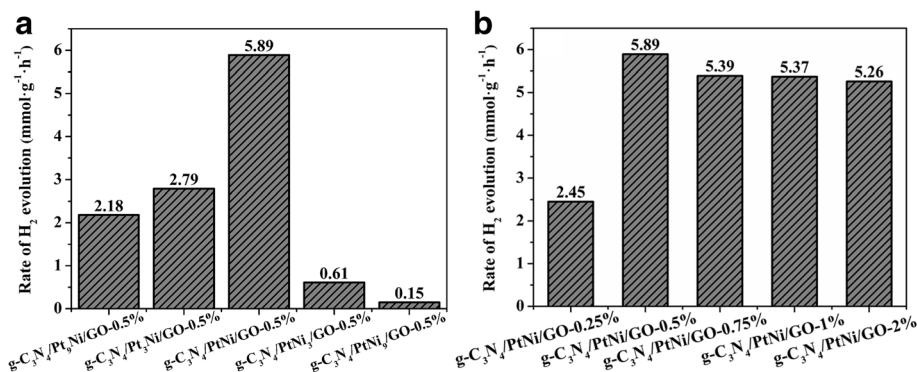 a
Rate of H₂ evolution (mmol·g⁻¹·h⁻¹)
6
5
4
3
2
1
0
2.18
2.79
5.89
0.61
0.15
g-C₃N₄/Pt₉Ni/GO-0.5%
g-C₃N₄/Pt₃Ni/GO-0.5%
g-C₃N₄/PtNi/GO-0.5%
g-C₃N₄/PtNi₃/GO-0.5%
g-C₃N₄/PtNi₉/GO-0.5%
b
Rate of H₂ evolution (mmol·g⁻¹·h⁻¹)
6
5
4
3
2
1
0
2.45
5.89
5.39
5.37
5.26
g-C₃N₄/PtNi/GO-0.25%
g-C₃N₄/PtNi/GO-0.5%
g-C₃N₄/PtNi/GO-0.75%
g-C₃N₄/PtNi/GO-1%
g-C₃N₄/PtNi/GO-2%